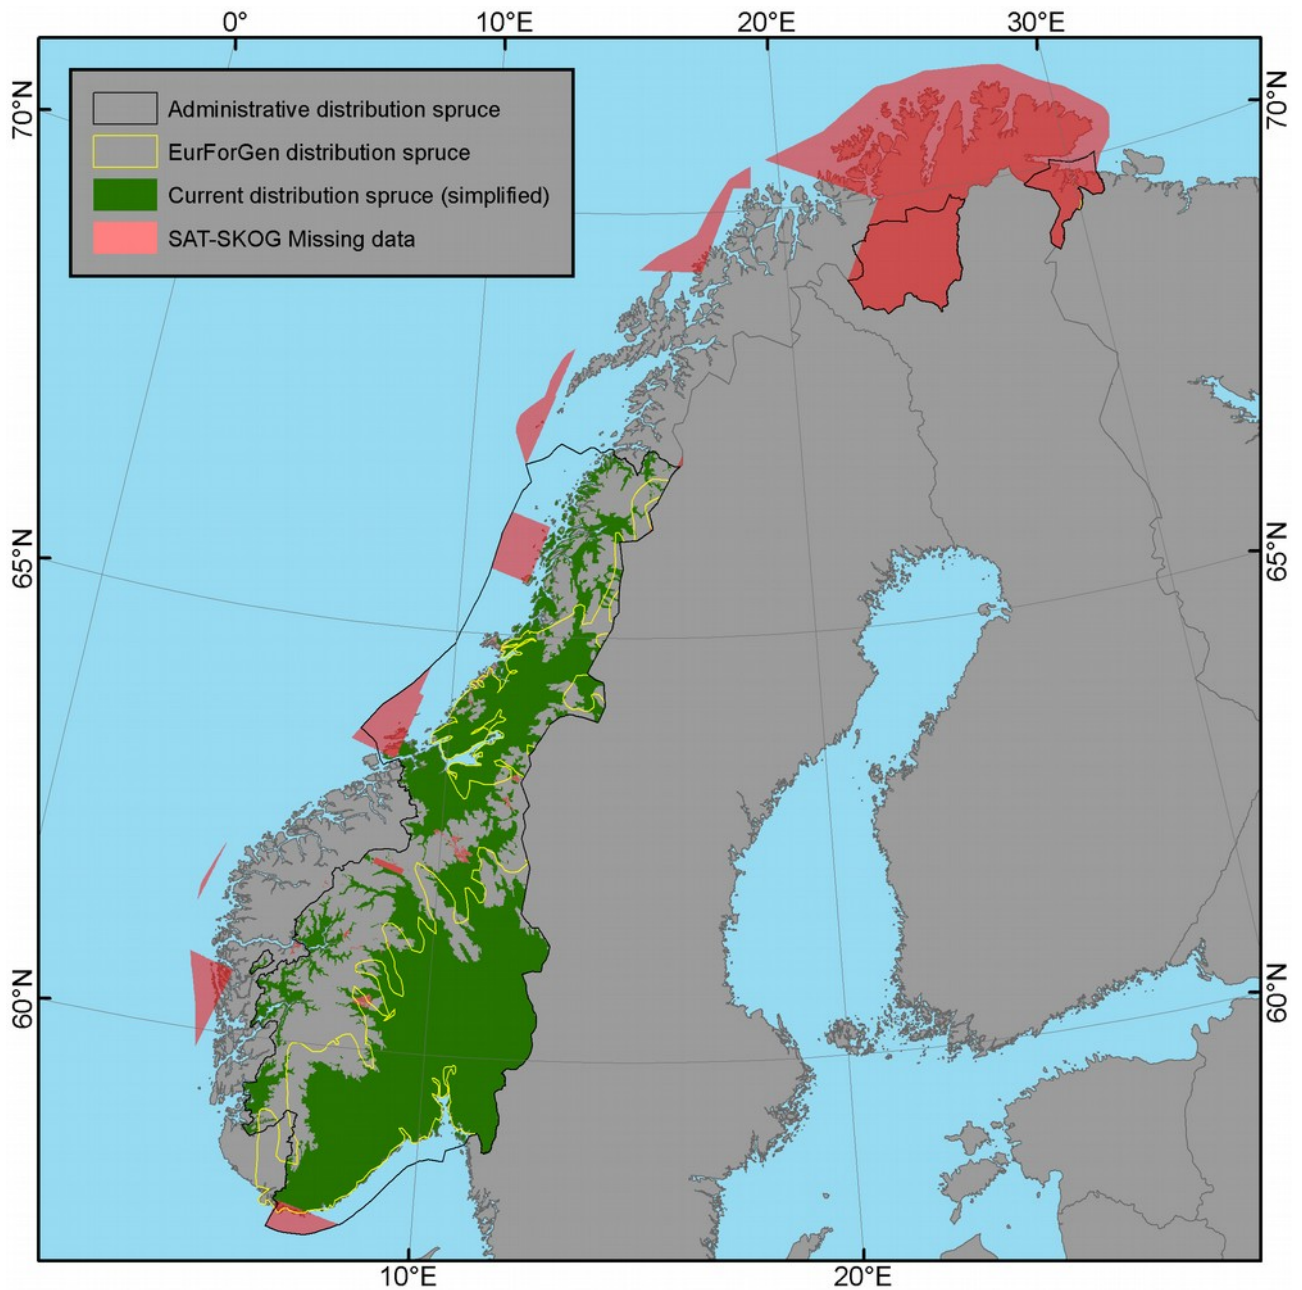 0° 10°E 20°E 30°E
70°N 70°N
Administrative distribution spruce
EurForGen distribution spruce
Current distribution spruce (simplified)
SAT-SKOG Missing data
65°N 65°N
60°N 60°N
10°E 20°E